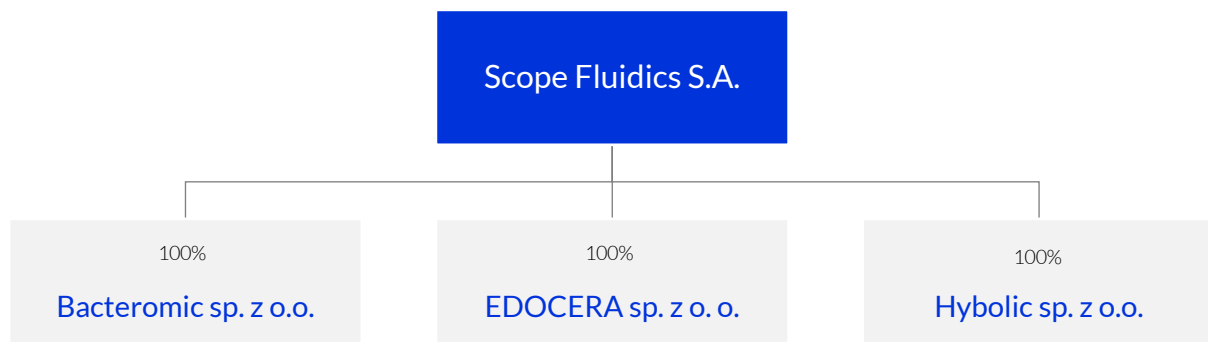 Scope Fluidics S.A.
100%
100%
100%
Bacteromic sp. z o.o.
EDOCERA sp. z o. o.
Hybolic sp. z o.o.